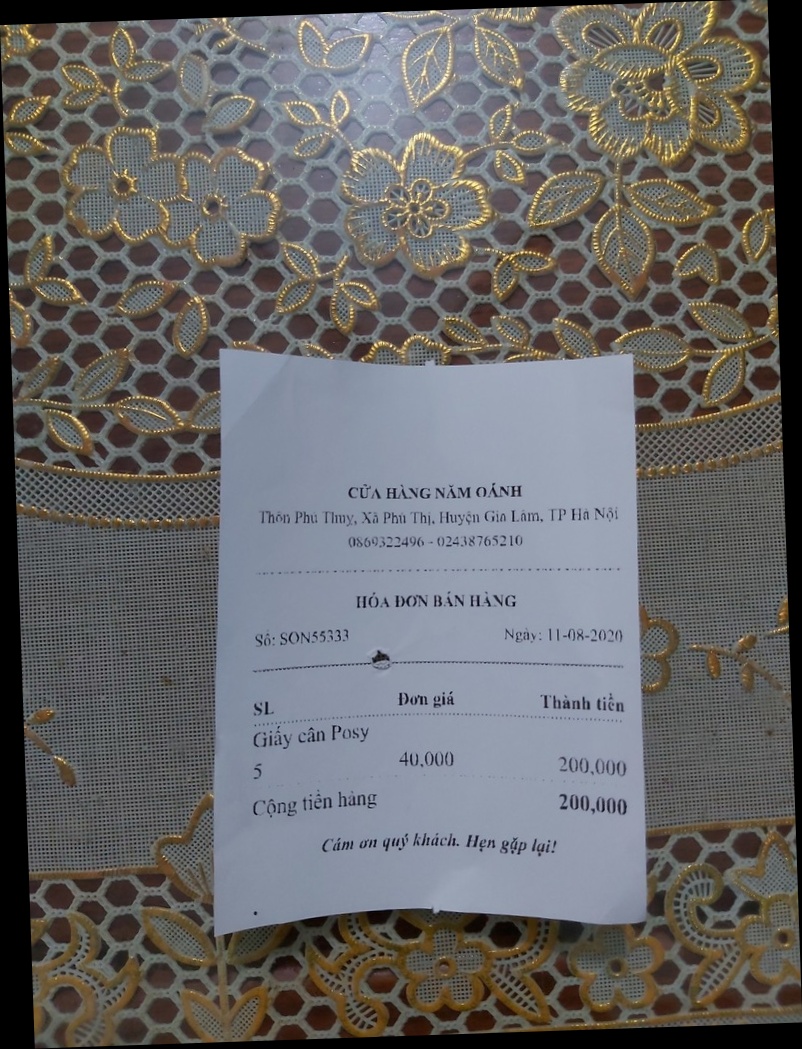 CỬA HÀNG NĂM OÁNH
Thôn Phú Thụy, Xã Phú Thị, Huyện Gia Lâm, TP Hà Nội
0869322496 - 02438765210
HÓA ĐƠN BÁN HÀNG
Số: SON55333 Ngày: 11-08-2020
SL Đơn giá Thành tiền
Giấy cân Posy
5 40,000 200,000
Cộng tiền hàng 200,000
Cám ơn quý khách. Hẹn gặp lại!